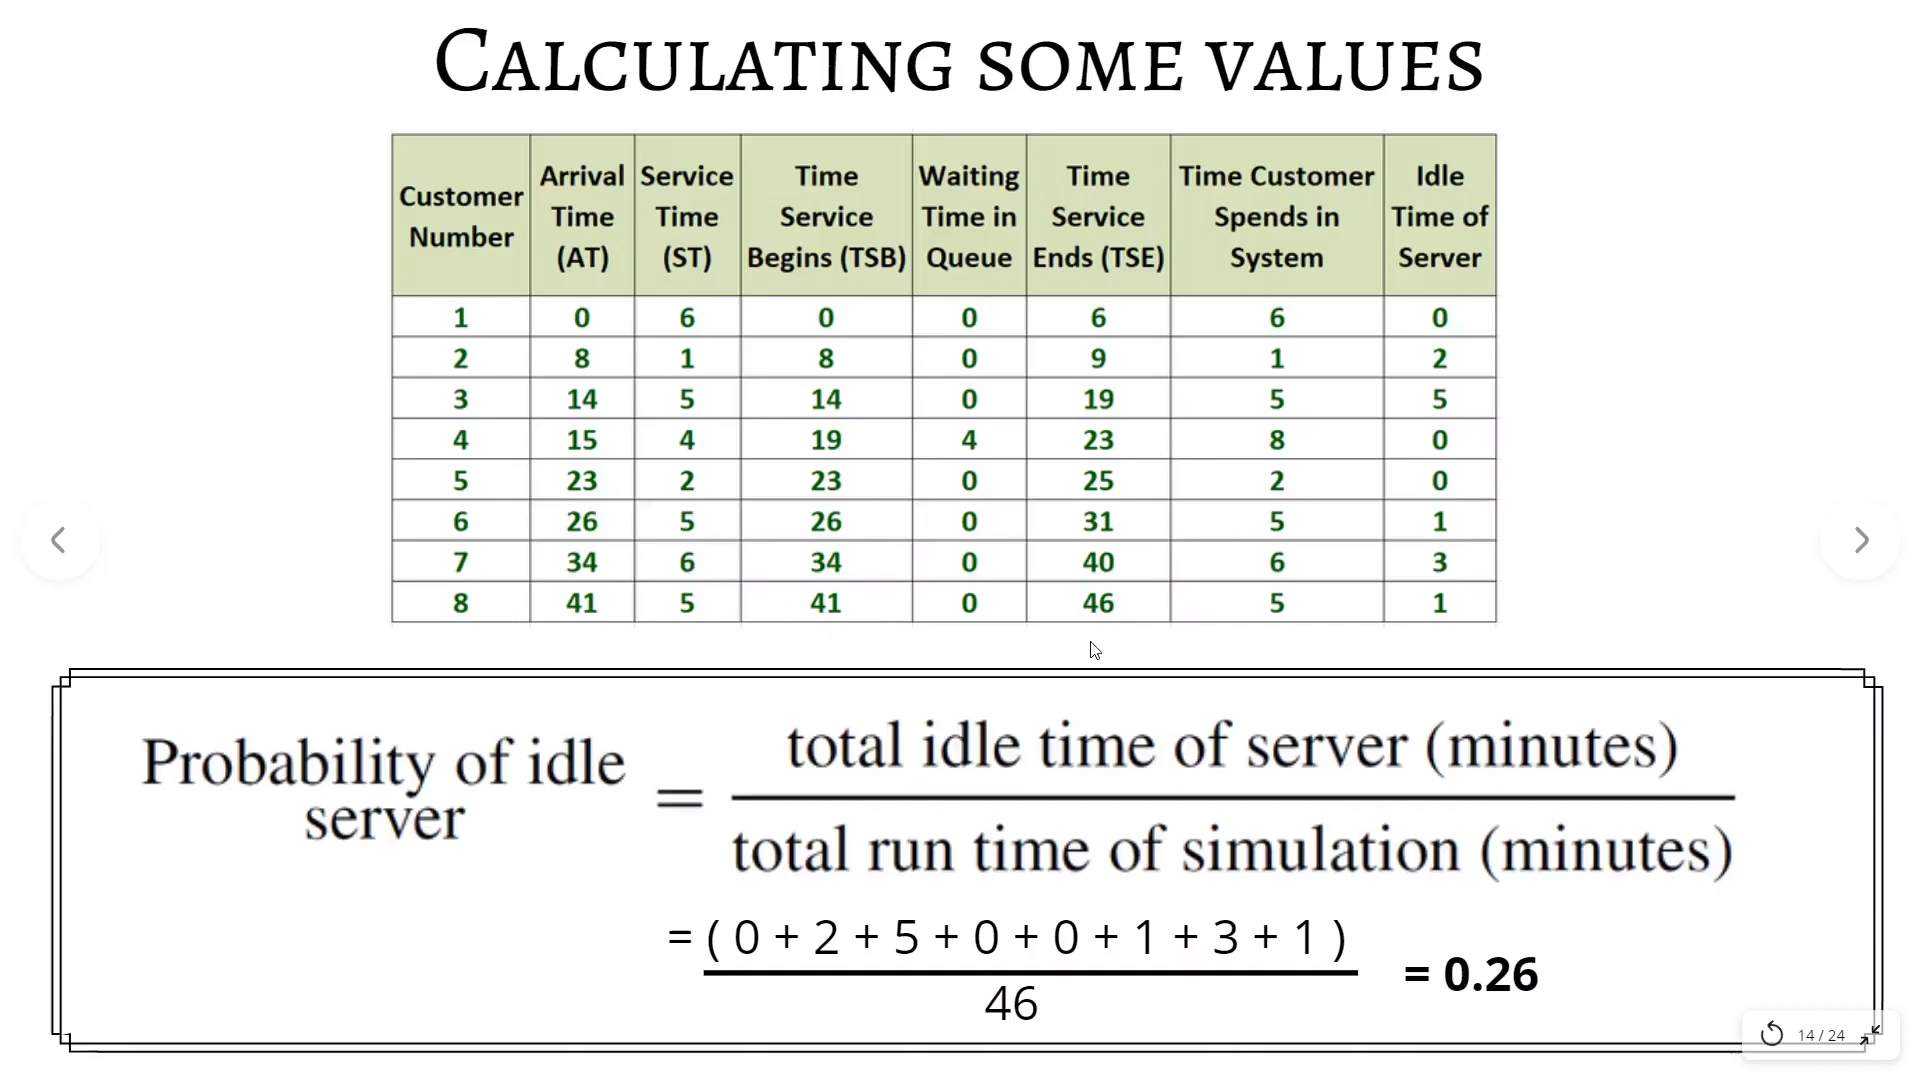 CALCULATING SOME VALUES
Customer Number | Arrival Time (AT) | Service Time (ST) | Time Service Begins (TSB) | Waiting Time in Queue | Time Service Ends (TSE) | Time Customer Spends in System | Idle Time of Server
1 | 0 | 6 | 0 | 0 | 6 | 6 | 0
2 | 8 | 1 | 8 | 0 | 9 | 1 | 2
3 | 14 | 5 | 14 | 0 | 19 | 5 | 5
4 | 15 | 4 | 19 | 4 | 23 | 8 | 0
5 | 23 | 2 | 23 | 0 | 25 | 2 | 0
6 | 26 | 5 | 26 | 0 | 31 | 5 | 1
7 | 34 | 6 | 34 | 0 | 40 | 6 | 3
8 | 41 | 5 | 41 | 0 | 46 | 5 | 1
Probability of idle
server
=
total idle time of server (minutes)
total run time of simulation (minutes)
= ( 0 + 2 + 5 + 0 + 0 + 1 + 3 + 1 )
46
= 0.26
14 / 24